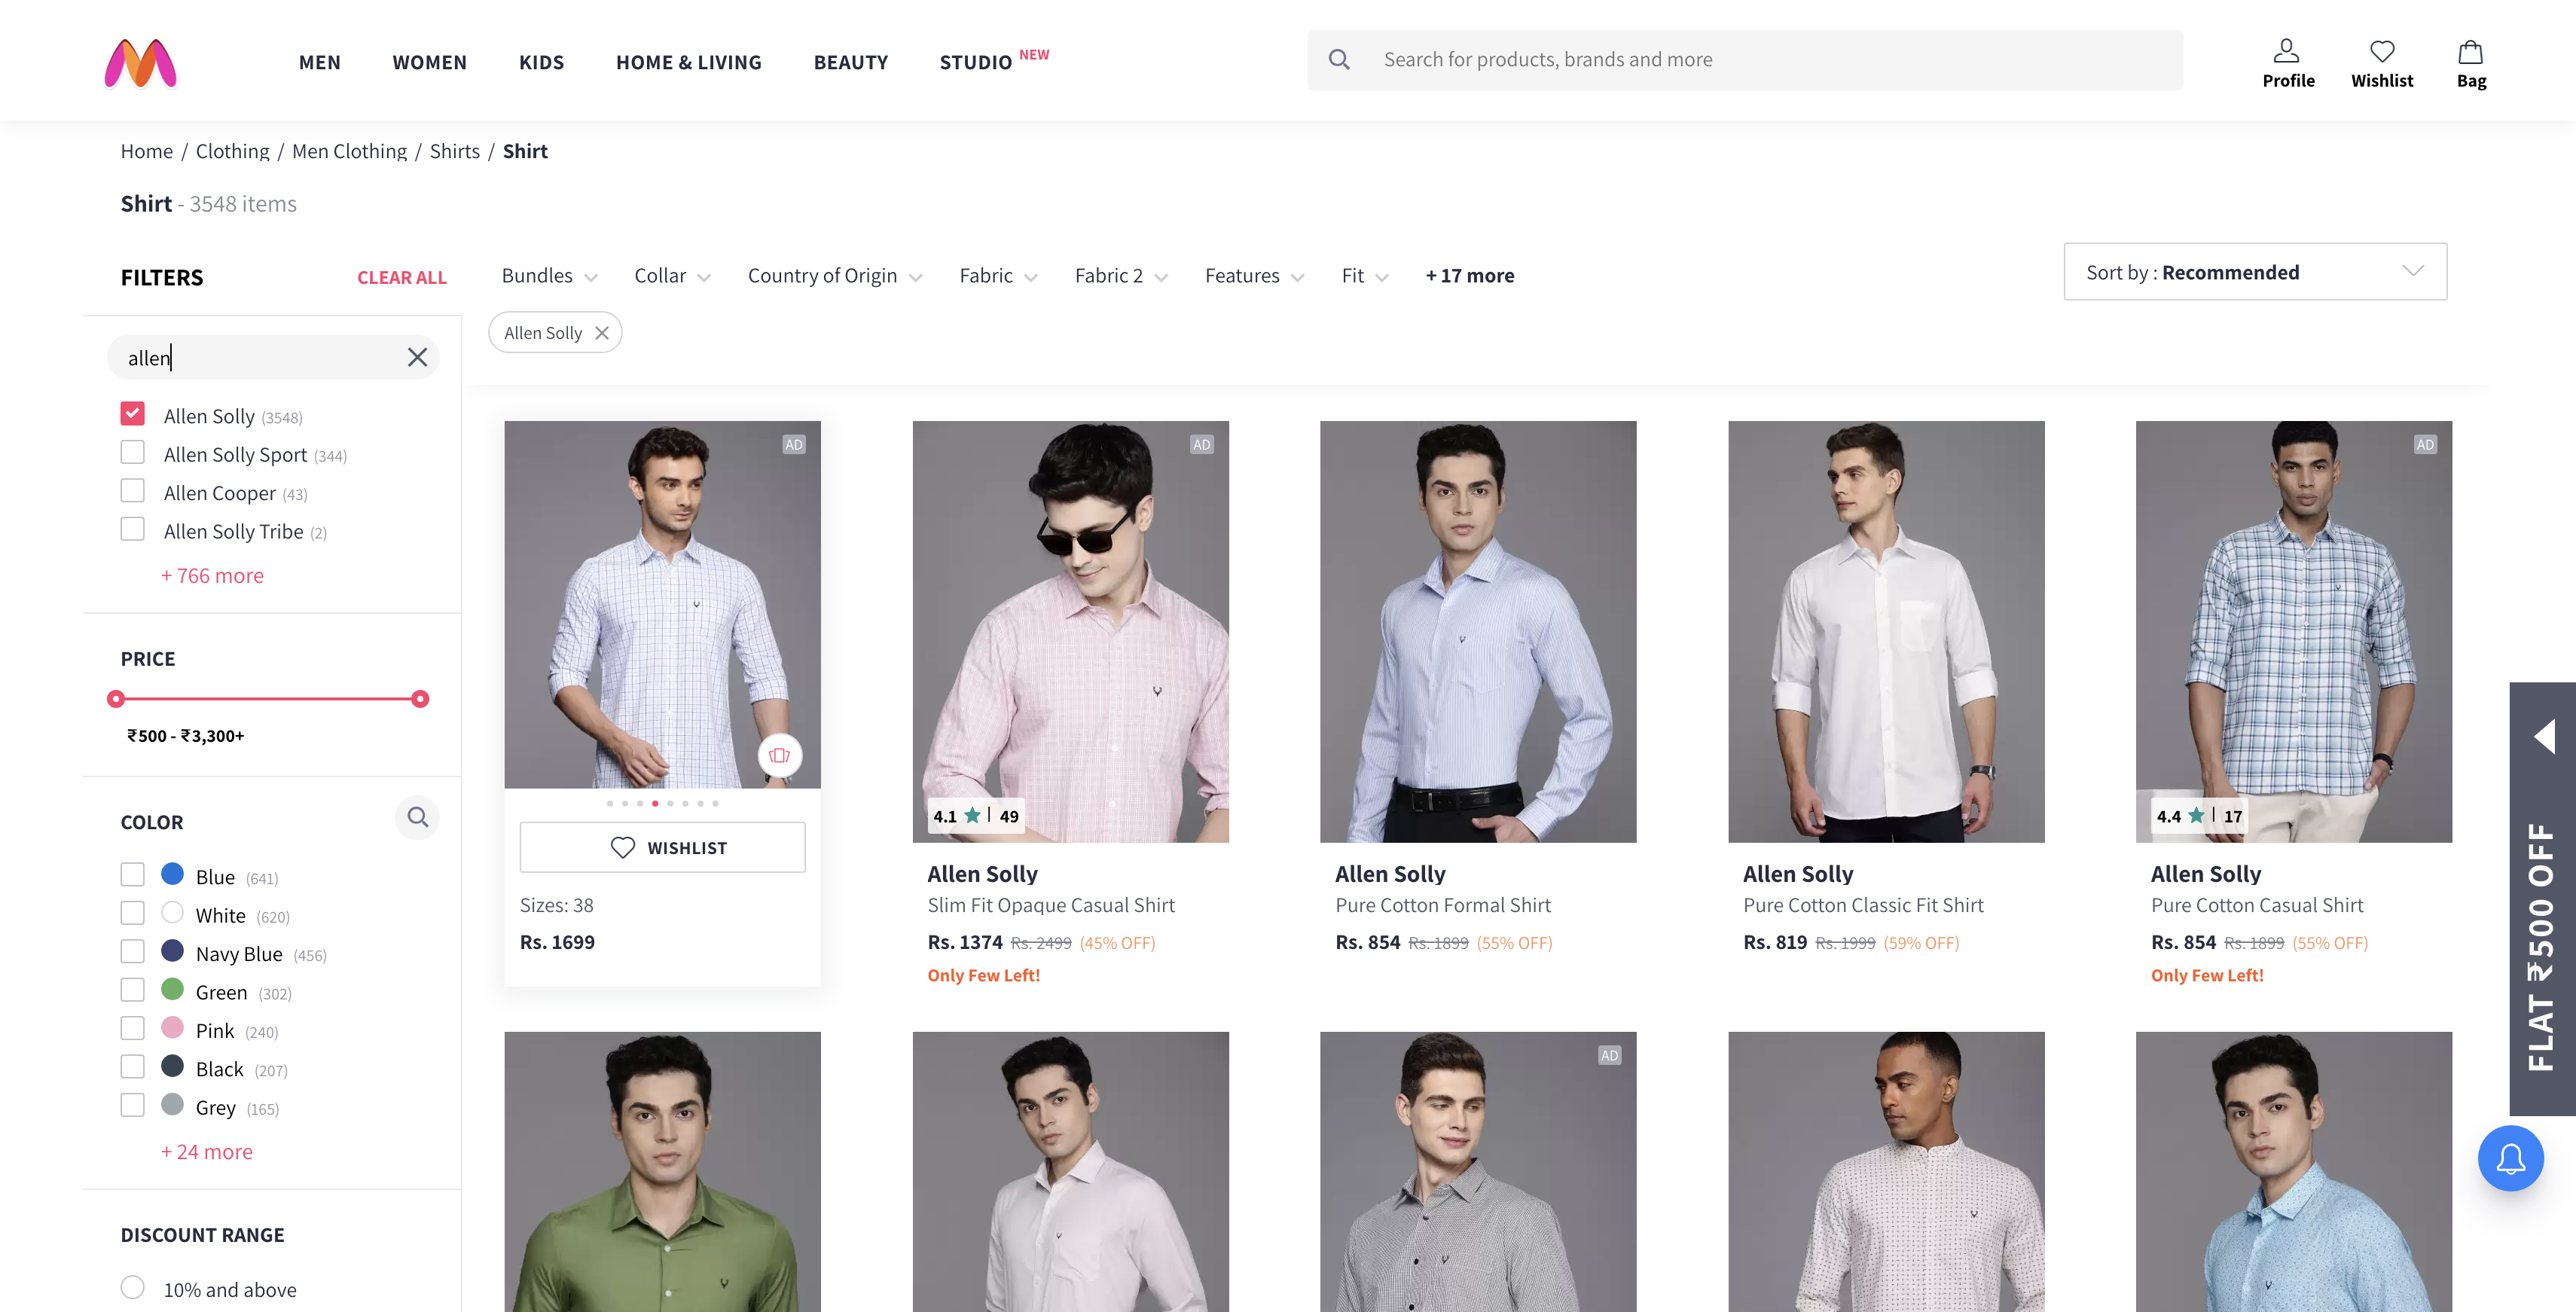 MEN WOMEN KIDS HOME & LIVING BEAUTY STUDIO NEW
Search for products, brands and more
Profile Wishlist Bag
Home / Clothing / Men Clothing / Shirts / Shirt
Shirt - 3548 items
FILTERS CLEAR ALL
Bundles Collar Country of Origin Fabric Fabric 2 Features Fit + 17 more
Sort by : Recommended
Allen Solly
allen
Allen Solly (3548)
Allen Solly Sport (344)
Allen Cooper (43)
Allen Solly Tribe (2)
+ 766 more
PRICE
₹500 - ₹3,300+
COLOR
Blue (641)
White (620)
Navy Blue (456)
Green (302)
Pink (240)
Black (207)
Grey (165)
+ 24 more
DISCOUNT RANGE
10% and above
AD
WISHLIST
Sizes: 38
Rs. 1699
AD
4.1 | 49
Allen Solly
Slim Fit Opaque Casual Shirt
Rs. 1374 Rs. 2499 (45% OFF)
Only Few Left!
Allen Solly
Pure Cotton Formal Shirt
Rs. 854 Rs. 1899 (55% OFF)
Allen Solly
Pure Cotton Classic Fit Shirt
Rs. 819 Rs. 1999 (59% OFF)
AD
4.4 | 17
Allen Solly
Pure Cotton Casual Shirt
Rs. 854 Rs. 1899 (55% OFF)
Only Few Left!
AD
FLAT ₹500 OFF